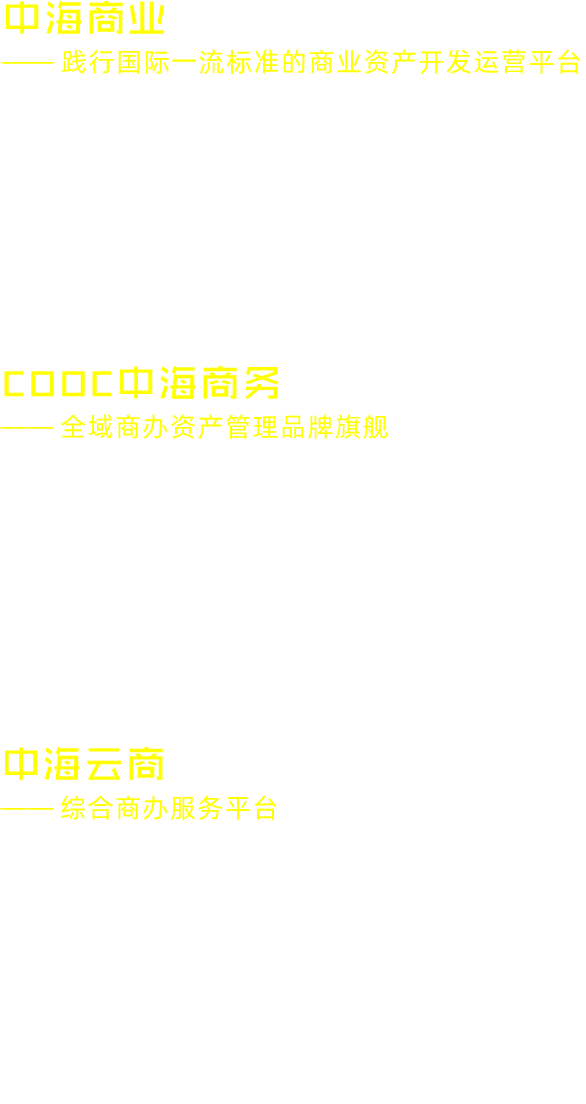 中海商业
—— 践行国际一流标准的商业资产开发运营平台
COOC中海商务
—— 全域商办资产管理品牌旗舰
中海云商
—— 综合商办服务平台